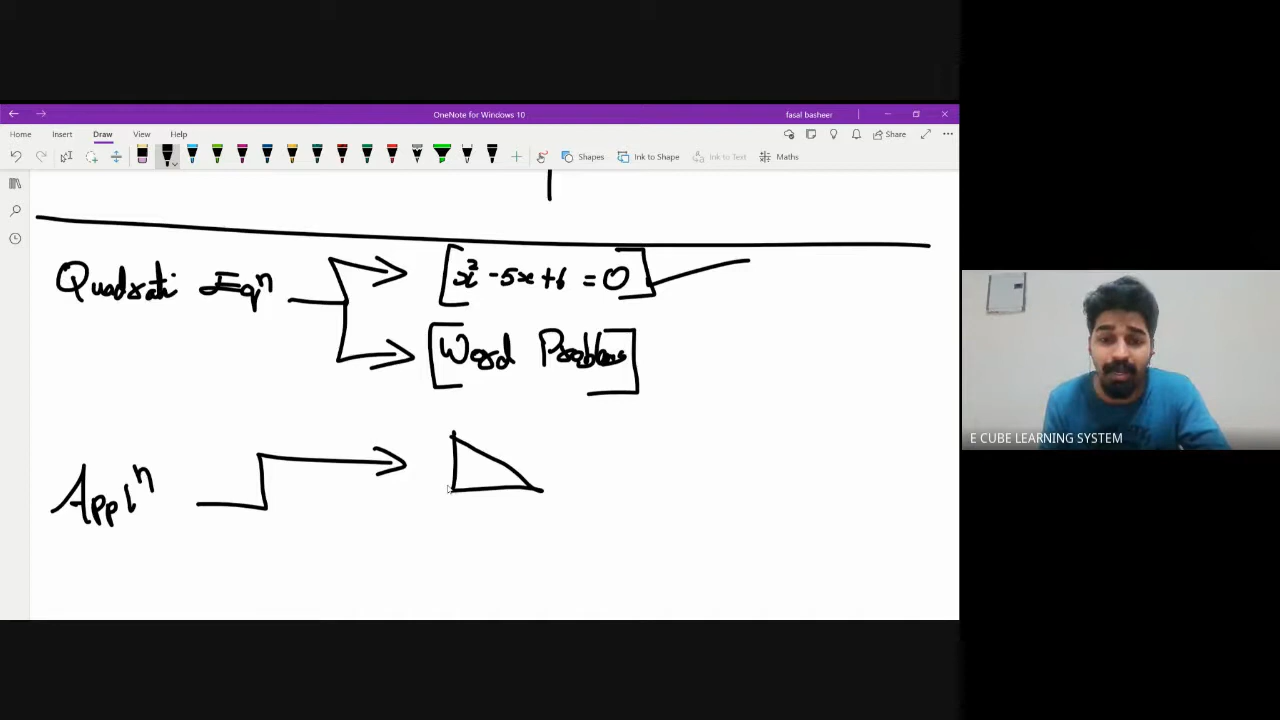 OneNote for Windows 10
fasal basheer
Home Insert Draw View Help
Share
Shapes Ink to Shape Ink to Text Maths
Quadrati Eqⁿ
x² -5x+6 = 0
Word Problems
Applⁿ
E CUBE LEARNING SYSTEM